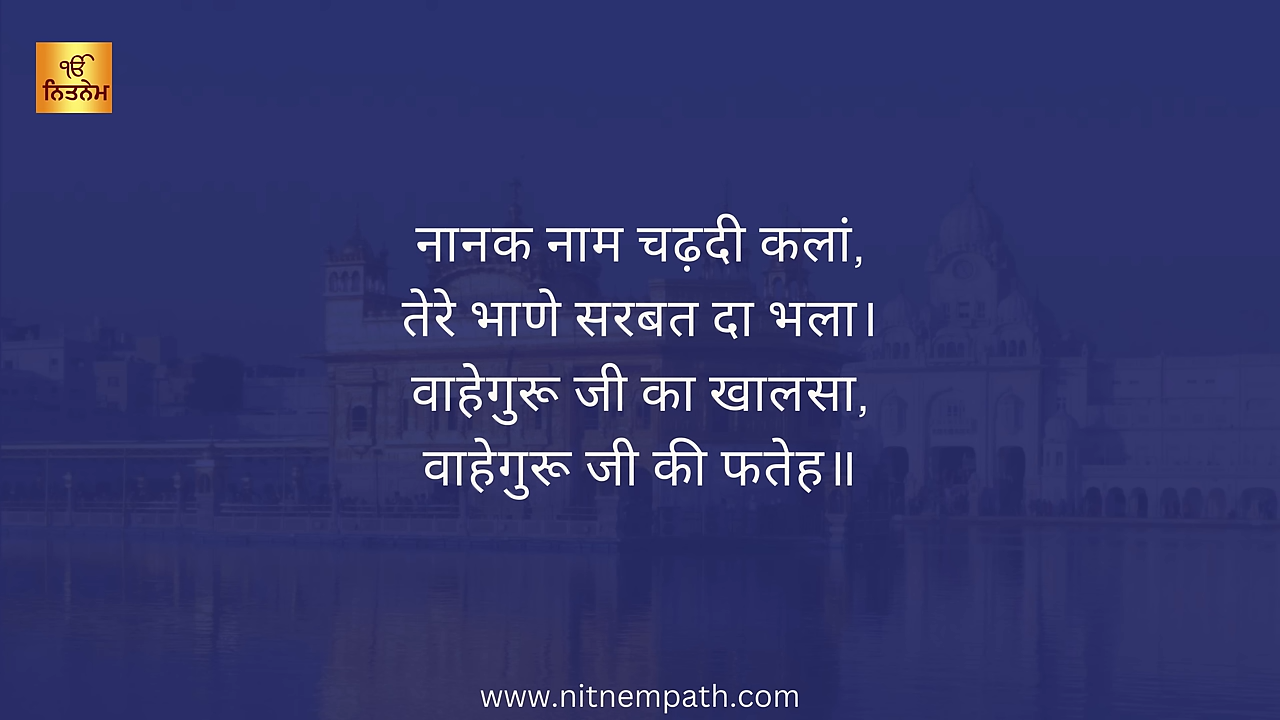 ੴ
ਨਿਤਨੇਮ
नानक नाम चढ़दी कलां,
तेरे भाणे सरबत दा भला।
वाहेगुरू जी का खालसा,
वाहेगुरू जी की फतेह॥
www.nitnempath.com